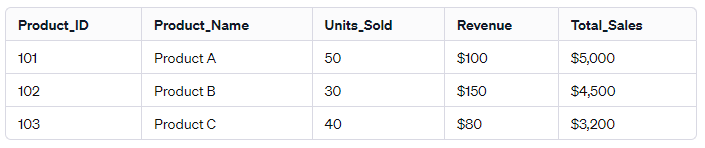 Product_ID Product_Name Units_Sold Revenue Total_Sales
101 Product A 50 $100 $5,000
102 Product B 30 $150 $4,500
103 Product C 40 $80 $3,200